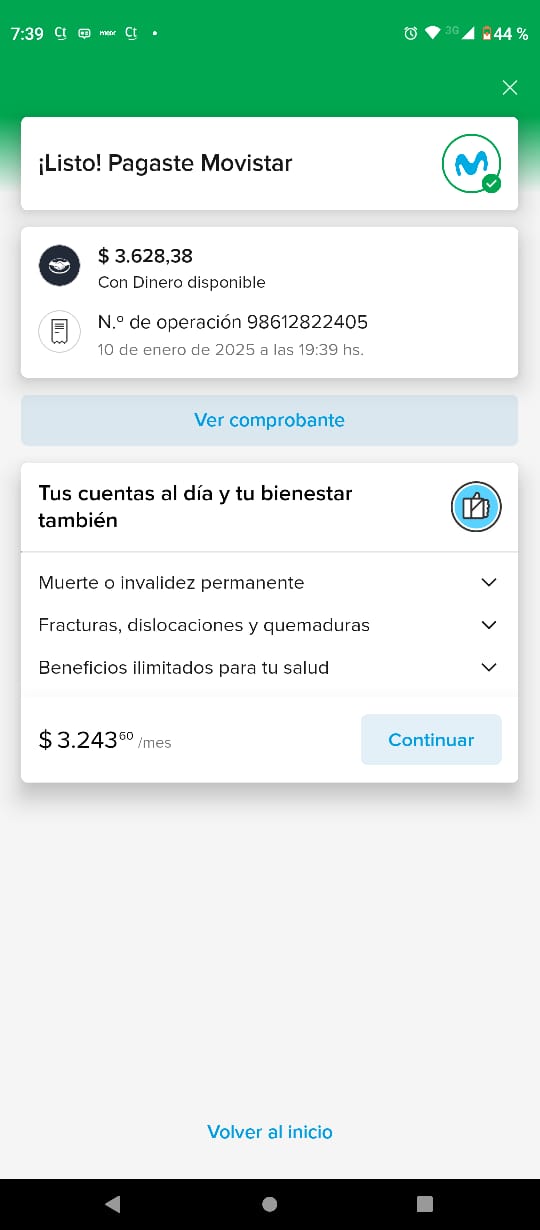 7:39
3G
44 %
¡Listo! Pagaste Movistar
$ 3.628,38
Con Dinero disponible
N.º de operación 98612822405
10 de enero de 2025 a las 19:39 hs.
Ver comprobante
Tus cuentas al día y tu bienestar
también
Muerte o invalidez permanente
Fracturas, dislocaciones y quemaduras
Beneficios ilimitados para tu salud
$ 3.243⁶⁰ /mes
Continuar
Volver al inicio